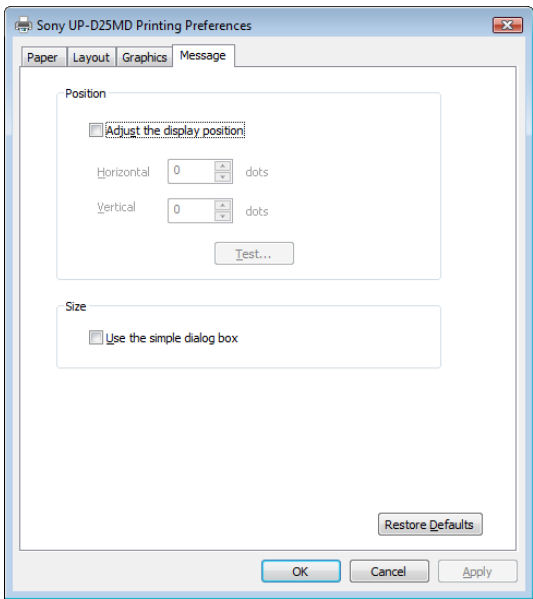 Sony UP-D25MD Printing Preferences
Paper Layout Graphics Message
Position
Adjust the display position
Horizontal 0 dots
Vertical 0 dots
Test...
Size
Use the simple dialog box
Restore Defaults
OK Cancel Apply